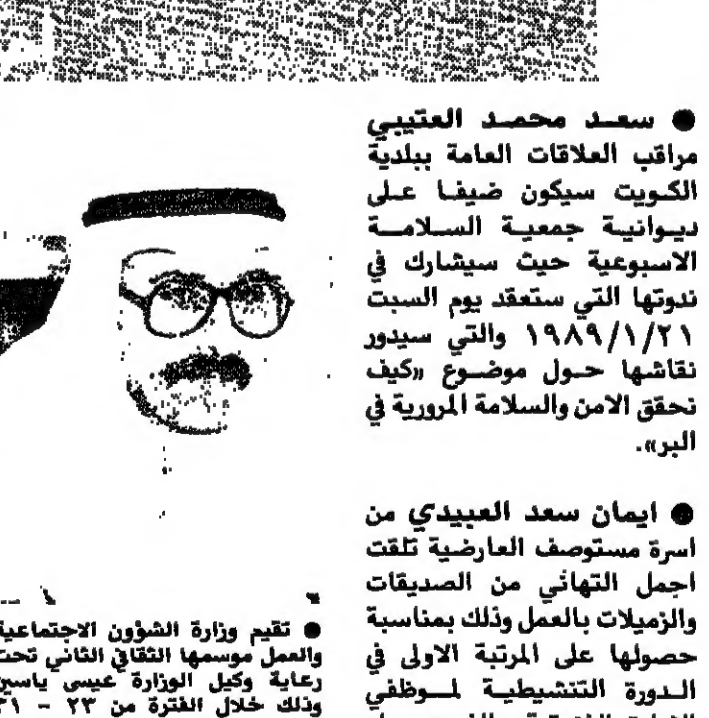 ● سعد محمد العتيبي
مراقب العلاقات العامة ببلدية
الكويت سيكون ضيفا على
ديوانية جمعية السلامة
الاسبوعية حيث سيشارك في
ندوتها التي ستعقد يوم السبت
١٩٨٩/١/٢١ والتي سيدور
نقاشها حول موضوع «كيف
نحقق الامن والسلامة المرورية في
البر».
● ايمان سعد العبيدي من
اسرة مستوصف العارضية تلقت
اجمل التهاني من الصديقات
والزميلات بالعمل وذلك بمناسبة
حصولها على المرتبة الاولى في
الدورة التنشيطية لموظفي
● تقيم وزارة الشؤون الاجتماعية
والعمل موسمها الثقافي الثاني تحت
رعاية وكيل الوزارة عيسى ياسين
وذلك خلال الفترة من ٢٣ - ٣١